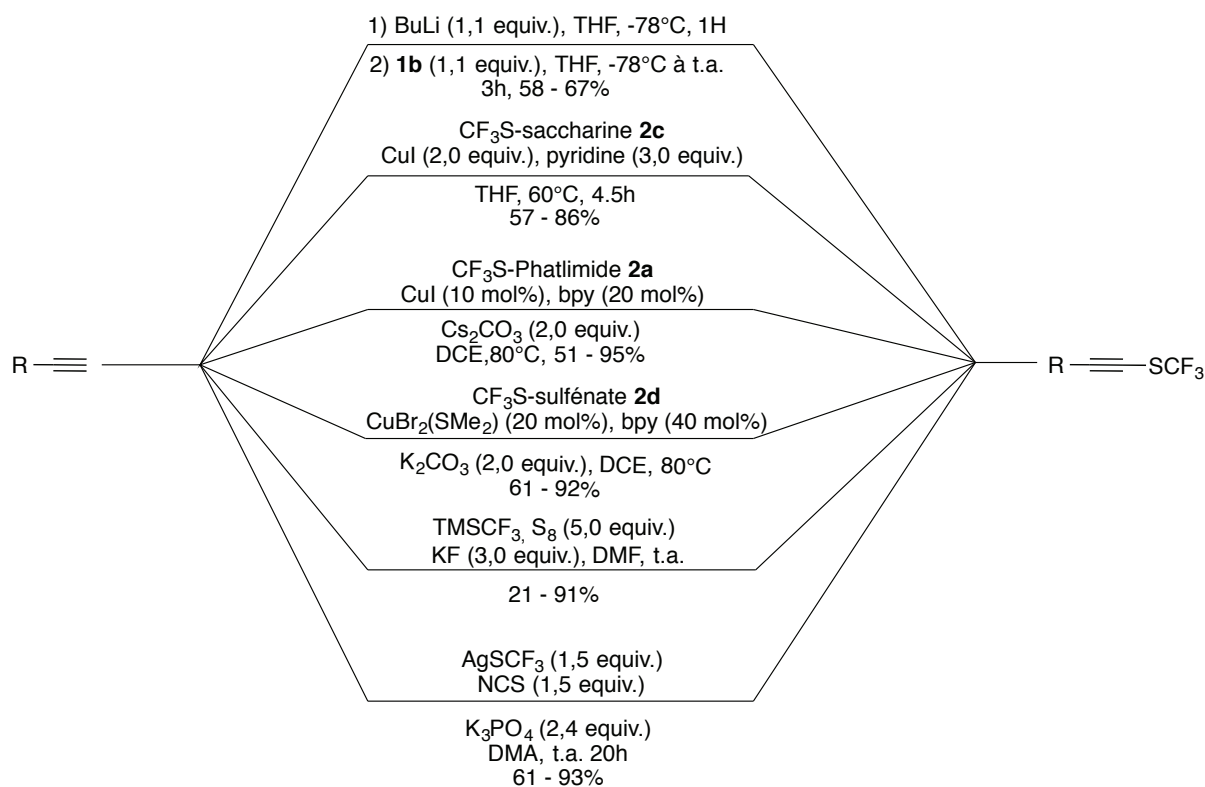 1) BuLi (1,1 equiv.), THF, -78°C, 1H
2) 1b (1,1 equiv.), THF, -78°C à t.a.
3h, 58 - 67%
CF3S-saccharine 2c
CuI (2,0 equiv.), pyridine (3,0 equiv.)
THF, 60°C, 4.5h
57 - 86%
CF3S-Phatlimide 2a
CuI (10 mol%), bpy (20 mol%)
Cs2CO3 (2,0 equiv.)
DCE,80°C, 51 - 95%
R
SCF3
CF3S-sulfénate 2d
CuBr2(SMe2) (20 mol%), bpy (40 mol%)
K2CO3 (2,0 equiv.), DCE, 80°C
61 - 92%
TMSCF3, S8 (5,0 equiv.)
KF (3,0 equiv.), DMF, t.a.
21 - 91%
AgSCF3 (1,5 equiv.)
NCS (1,5 equiv.)
K3PO4 (2,4 equiv.)
DMA, t.a. 20h
61 - 93%
R